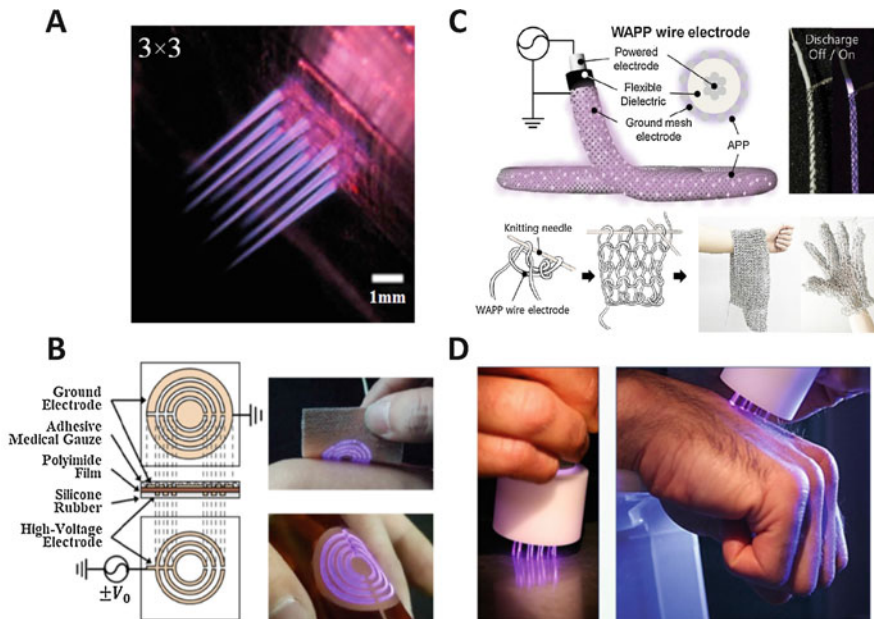 A
3×3
1mm
B
Ground
Electrode
Adhesive
Medical Gauze
Polyimide
Film
Silicone
Rubber
High-Voltage
Electrode
±V₀
C
WAPP wire electrode
Powered
electrode
Flexible
Dielectric
Ground mesh
electrode
APP
Discharge
Off / On
Knitting needle
WAPP wire electrode
D